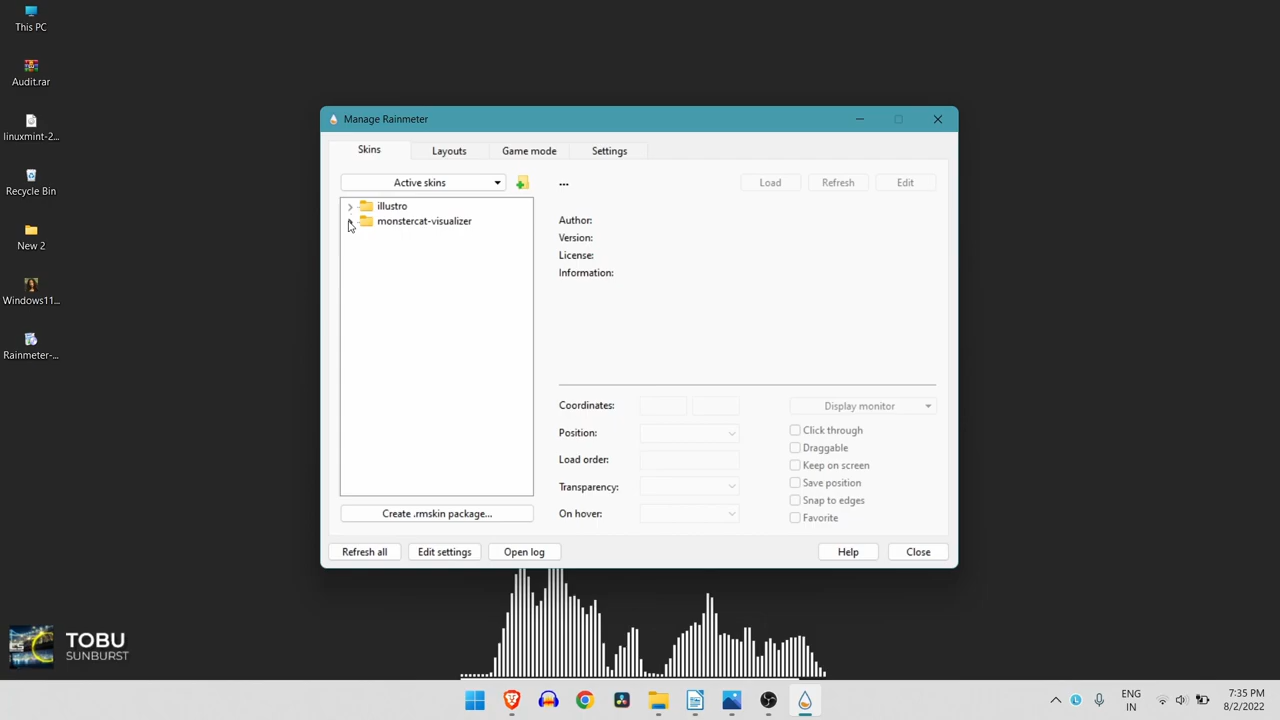 This PC
Audit.rar
linuxmint-2...
Recycle Bin
New 2
Windows11...
Rainmeter-...
Manage Rainmeter
Skins
Layouts
Game mode
Settings
Active skins
...
Load
Refresh
Edit
illustro
monstercat-visualizer
Author:
Version:
License:
Information:
Coordinates:
Display monitor
Position:
Click through
Draggable
Load order:
Keep on screen
Transparency:
Save position
Snap to edges
On hover:
Favorite
Create .rmskin package...
Refresh all
Edit settings
Open log
Help
Close
TOBU
SUNBURST
ENG
IN
7:35 PM
8/2/2022